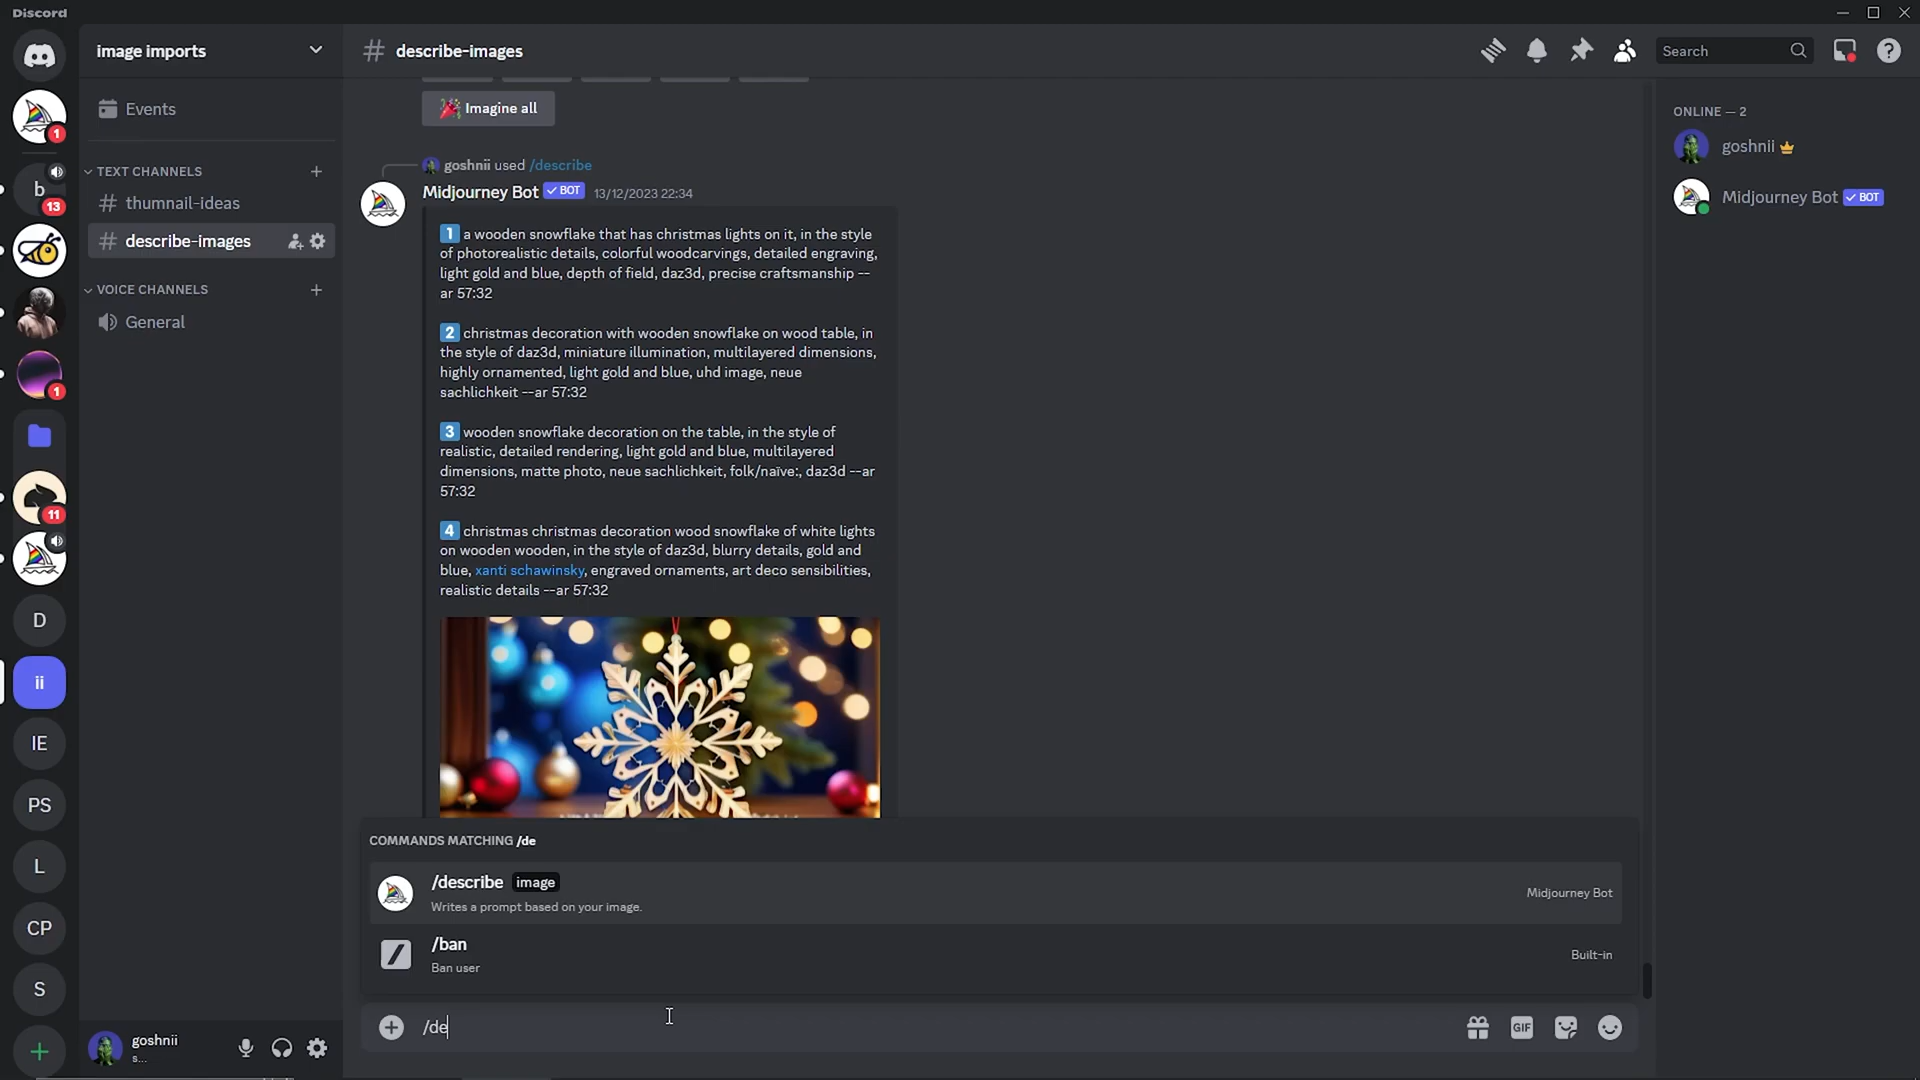 Discord
image imports
describe-images
Search
Events
TEXT CHANNELS
thumnail-ideas
describe-images
VOICE CHANNELS
General
1
b
13
1
11
D
ii
IE
PS
L
CP
S
goshnii
s...
Imagine all
goshnii used /describe
Midjourney Bot BOT 13/12/2023 22:34
1 a wooden snowflake that has christmas lights on it, in the style
of photorealistic details, colorful woodcarvings, detailed engraving,
light gold and blue, depth of field, daz3d, precise craftsmanship --
ar 57:32
2 christmas decoration with wooden snowflake on wood table, in
the style of daz3d, miniature illumination, multilayered dimensions,
highly ornamented, light gold and blue, uhd image, neue
sachlichkeit --ar 57:32
3 wooden snowflake decoration on the table, in the style of
realistic, detailed rendering, light gold and blue, multilayered
dimensions, matte photo, neue sachlichkeit, folk/naïve:, daz3d --ar
57:32
4 christmas christmas decoration wood snowflake of white lights
on wooden wooden, in the style of daz3d, blurry details, gold and
blue, xanti schawinsky, engraved ornaments, art deco sensibilities,
realistic details --ar 57:32
COMMANDS MATCHING /de
/describe image
Writes a prompt based on your image.
Midjourney Bot
/ban
Ban user
Built-in
/de
GIF
ONLINE — 2
goshnii
Midjourney Bot BOT